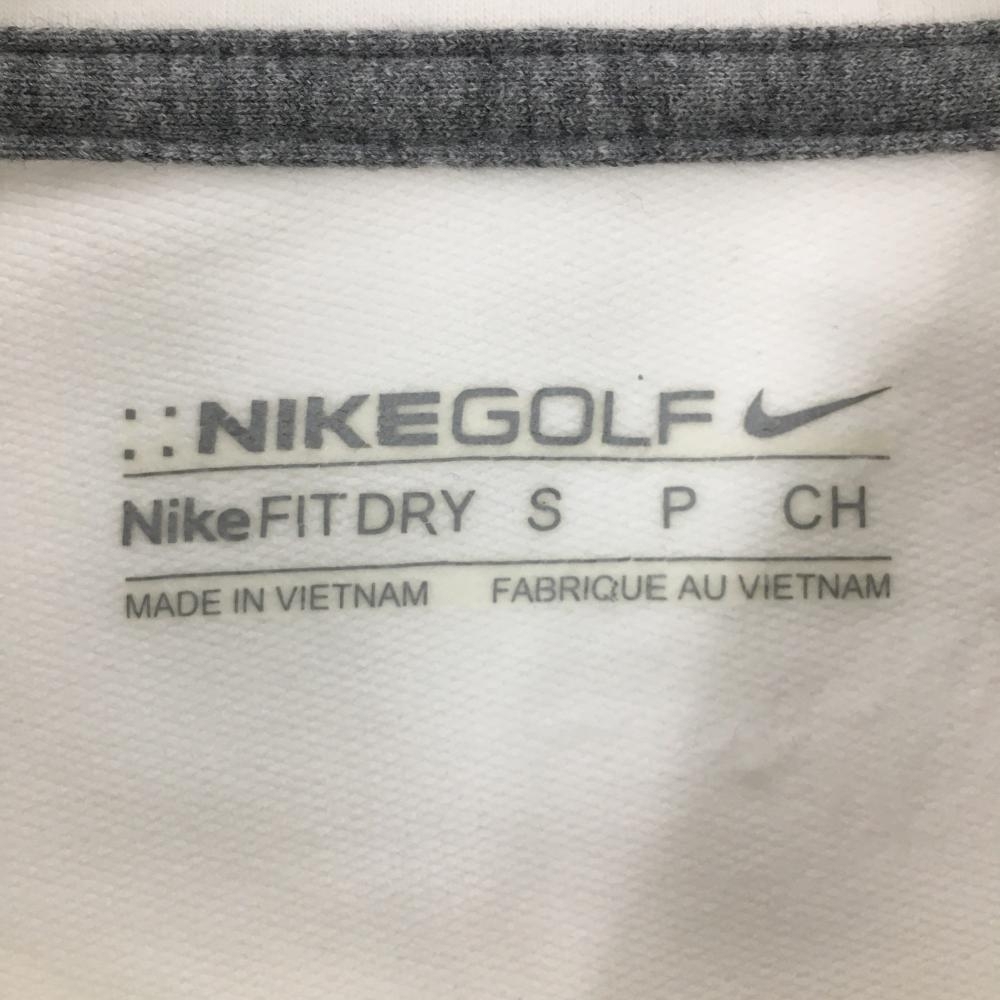 NIKEGOLF
NikeFIT DRY S P CH
MADE IN VIETNAM FABRIQUE AU VIETNAM